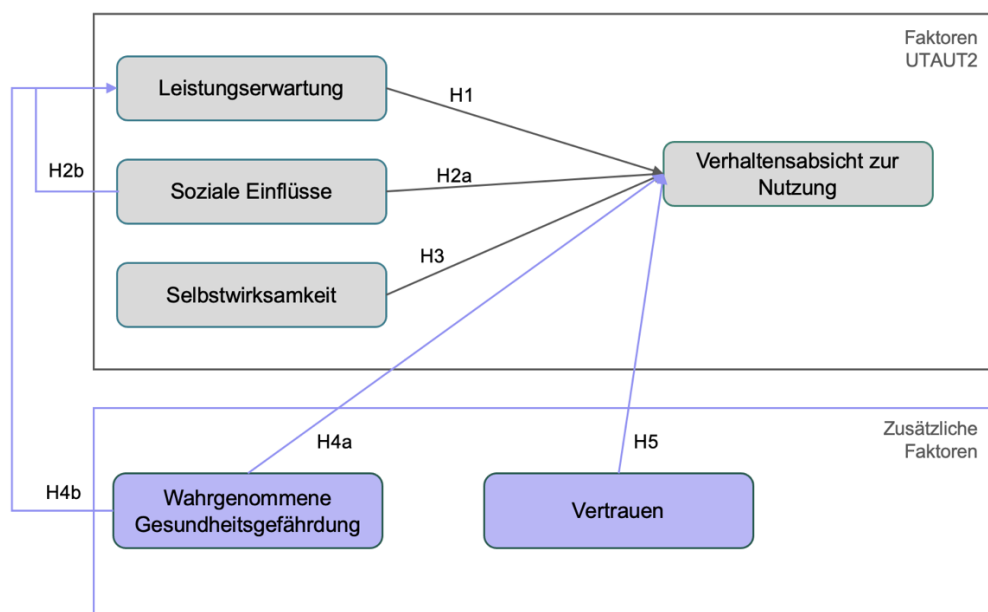 Faktoren
UTAUT2
Leistungserwartung
H1
H2b
Soziale Einflüsse
H2a
Verhaltensabsicht zur
Nutzung
H3
Selbstwirksamkeit
Zusätzliche
Faktoren
H4a
H5
H4b
Wahrgenommene
Gesundheitsgefährdung
Vertrauen